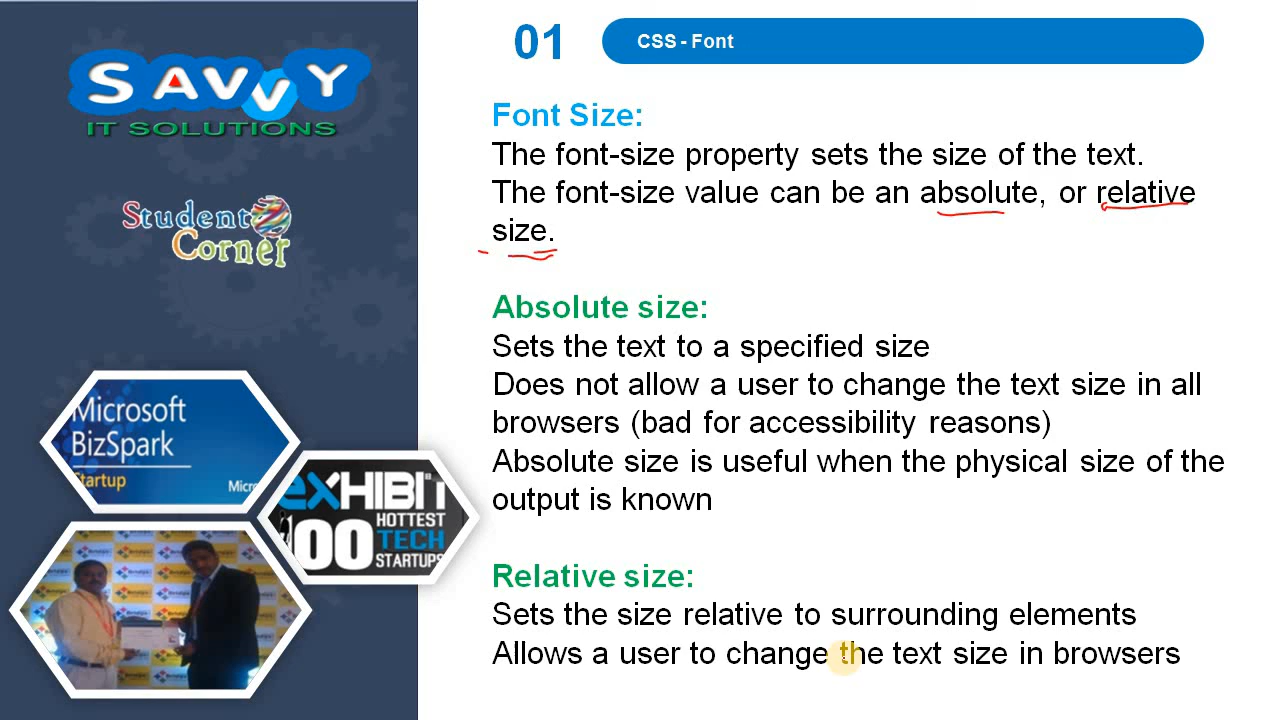 SAVVY
IT SOLUTIONS
Student
Corner
Microsoft
BizSpark
Startup
Micro
EXHIBIT
100 HOTTEST
TECH
STARTUPS
01
CSS - Font
Font Size:
The font-size property sets the size of the text.
The font-size value can be an absolute, or relative
size.
Absolute size:
Sets the text to a specified size
Does not allow a user to change the text size in all
browsers (bad for accessibility reasons)
Absolute size is useful when the physical size of the
output is known
Relative size:
Sets the size relative to surrounding elements
Allows a user to change the text size in browsers